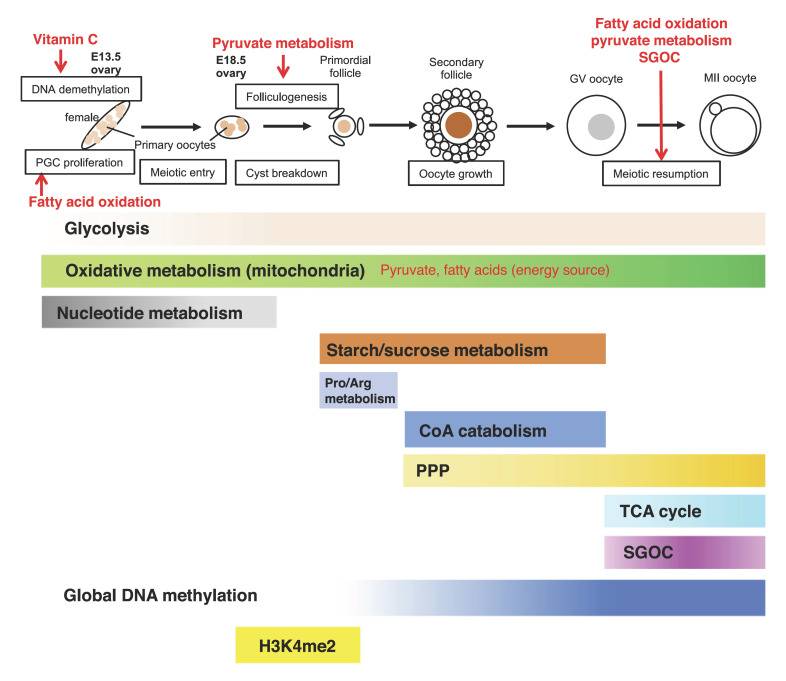 Vitamin C
E13.5
ovary
DNA demethylation
female
Primary oocytes
PGC proliferation
Fatty acid oxidation
Meiotic entry
Pyruvate metabolism
E18.5
ovary
Folliculogenesis
Cyst breakdown
Primordial
follicle
Secondary
follicle
Oocyte growth
Fatty acid oxidation
pyruvate metabolism
SGOC
GV oocyte
MII oocyte
Meiotic resumption
Glycolysis
Oxidative metabolism (mitochondria) Pyruvate, fatty acids (energy source)
Nucleotide metabolism
Starch/sucrose metabolism
Pro/Arg
metabolism
CoA catabolism
PPP
TCA cycle
SGOC
Global DNA methylation
H3K4me2